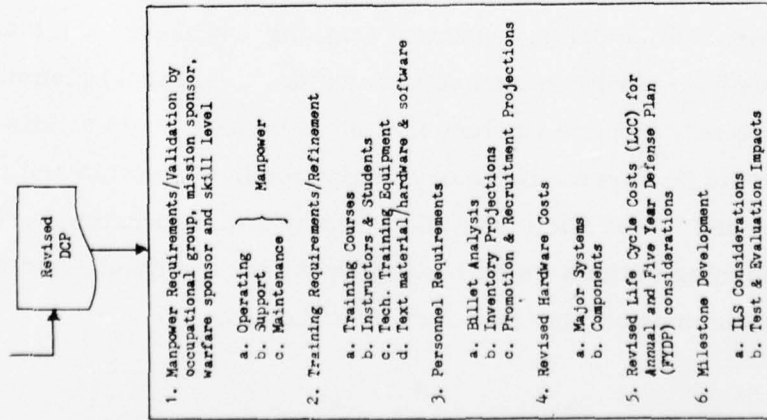 Revised
DCP
1. Manpower Requirements/Validation by
occupational group, mission sponsor,
warfare sponsor and skill level
a. Operating
b. Support
c. Maintenance
Manpower
2. Training Requirements/Refinement
a. Training Courses
b. Instructors & Students
c. Tech. Training Equipment
d. Text material/hardware & software
3. Personnel Requirements
a. Billet Analysis
b. Inventory Projections
c. Promotion & Recruitment Projections
4. Revised Hardware Costs
a. Major Systems
b. Components
5. Revised Life Cycle Costs (LCC) for
Annual and Five Year Defense Plan
(FYDP) considerations
6. Milestone Development
a. ILS Considerations
b. Test & Evaluation Impacts